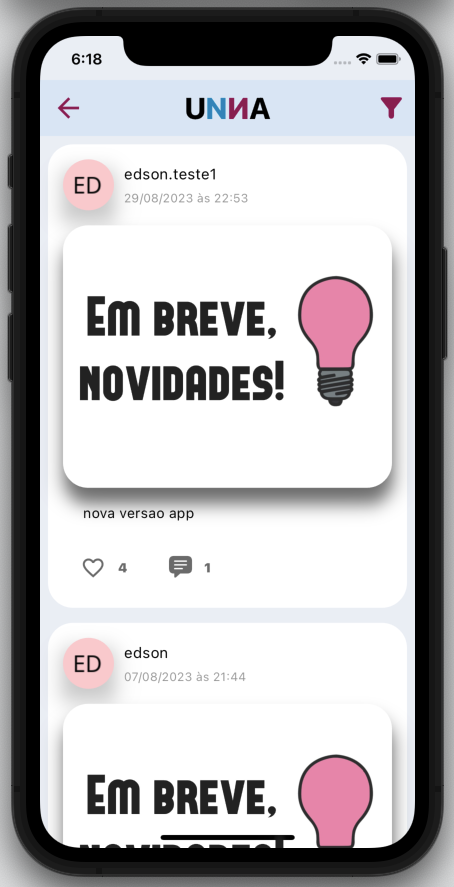 6:18
UNNA
ED
edson.teste1
29/08/2023 às 22:53
Em breve,
novidades!
nova versao app
4
1
ED
edson
07/08/2023 às 21:44
Em breve,
novidades!